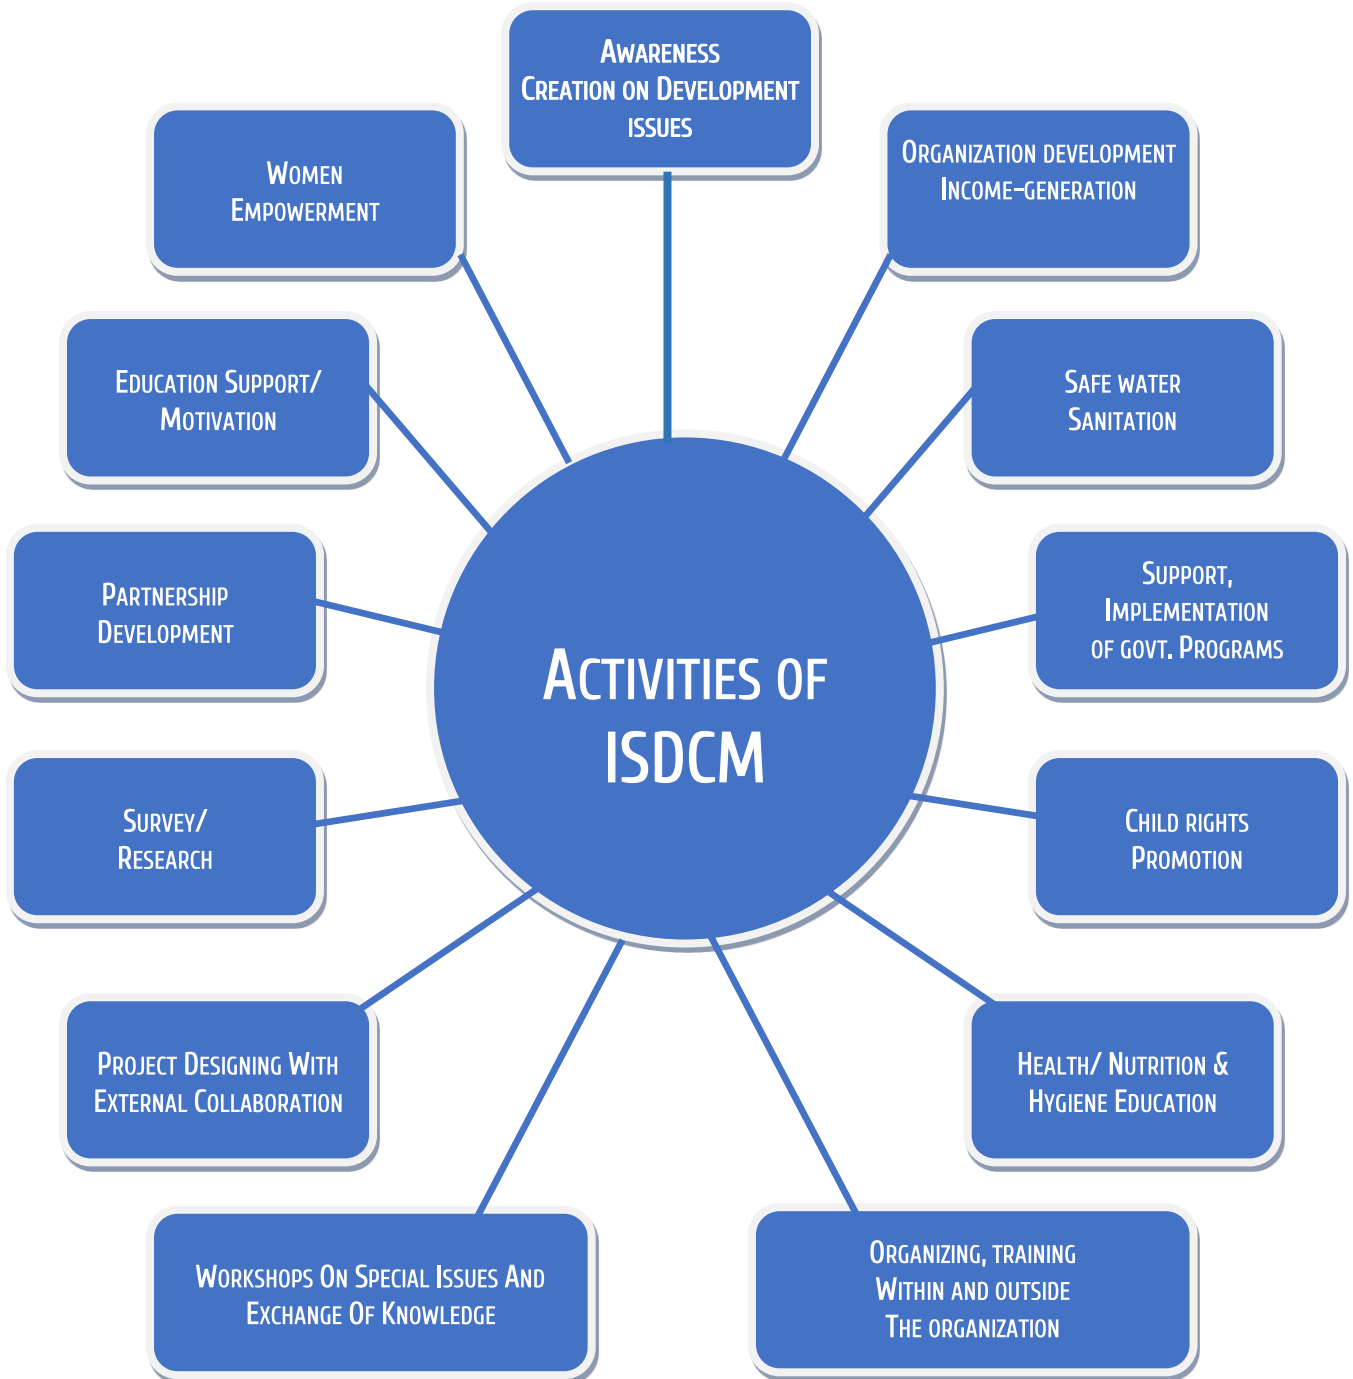 Awareness
Creation on Development
issues
Women
Empowerment
Organization development
Income-generation
Education Support/
Motivation
Safe water
Sanitation
Partnership
Development
Support,
Implementation
of govt. Programs
Activities of
ISDCM
Survey/
Research
Child rights
Promotion
Project Designing With
External Collaboration
Health/ Nutrition &
Hygiene Education
Workshops On Special Issues And
Exchange Of Knowledge
Organizing, training
Within and outside
The organization